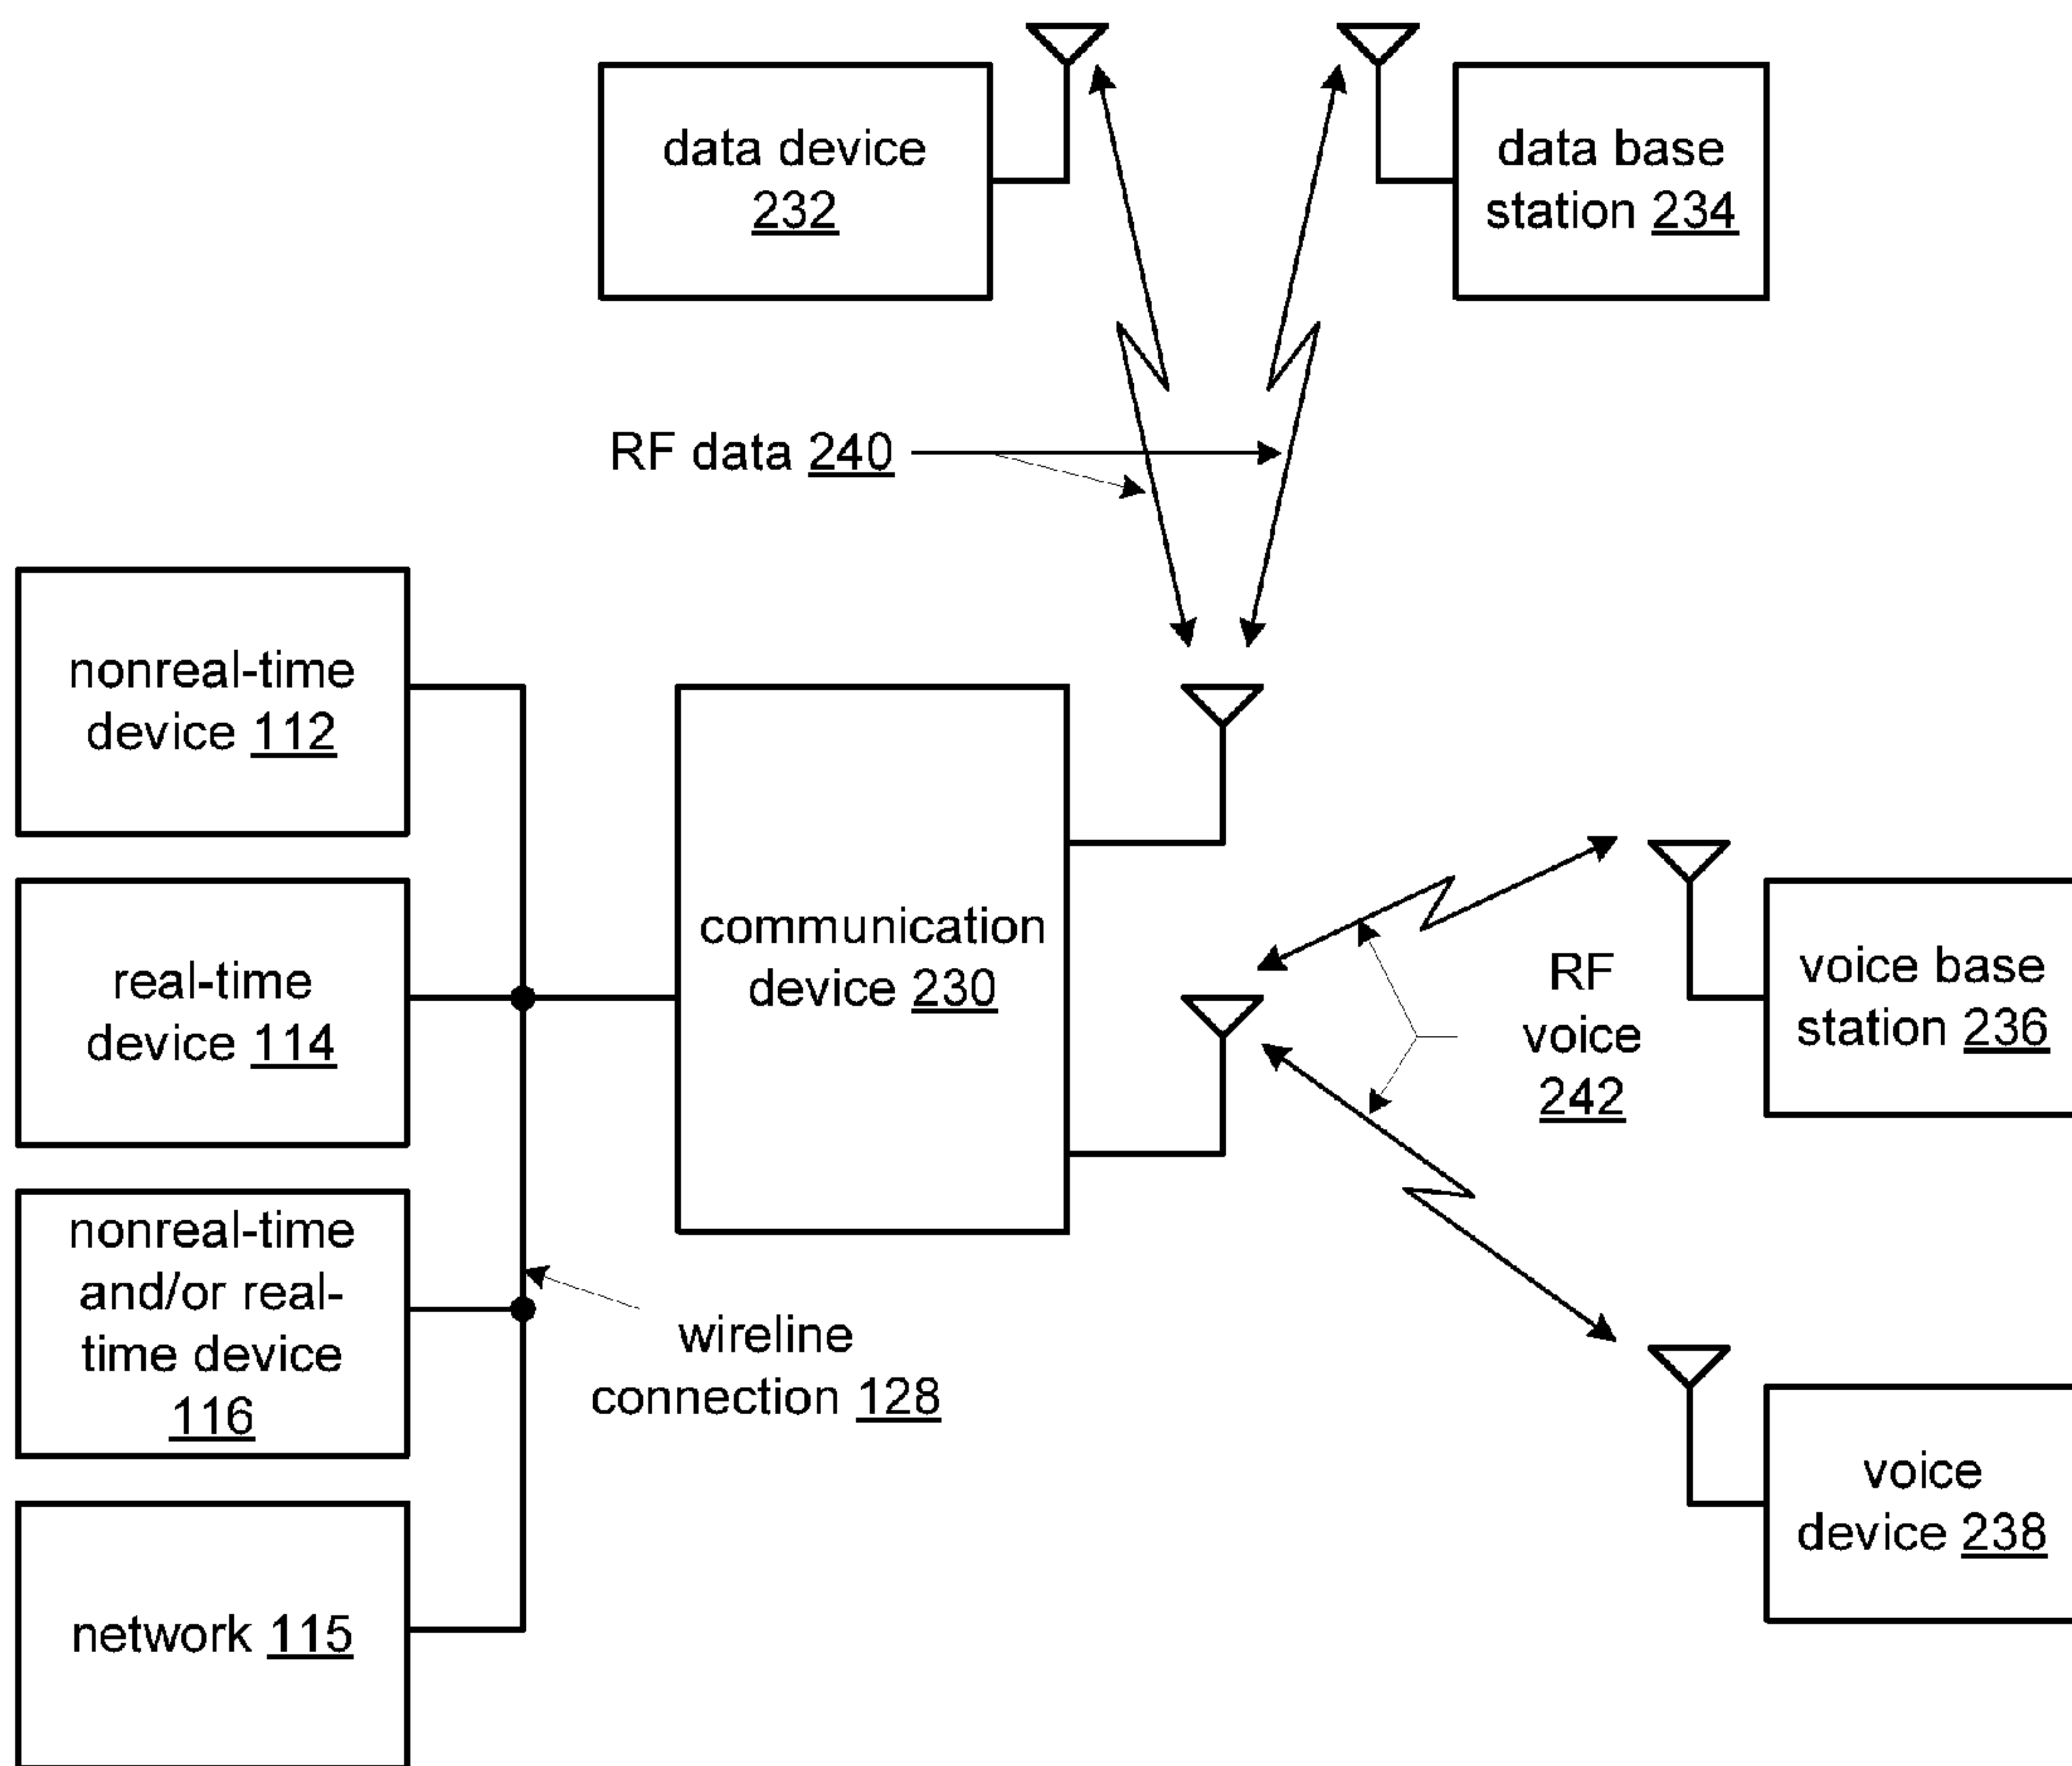 data device
232
data base
station 234
RF data 240
nonreal-time
device 112
real-time
device 114
nonreal-time
and/or real-
time device
116
network 115
wireline
connection 128
communication
device 230
RF
voice
242
voice base
station 236
voice
device 238